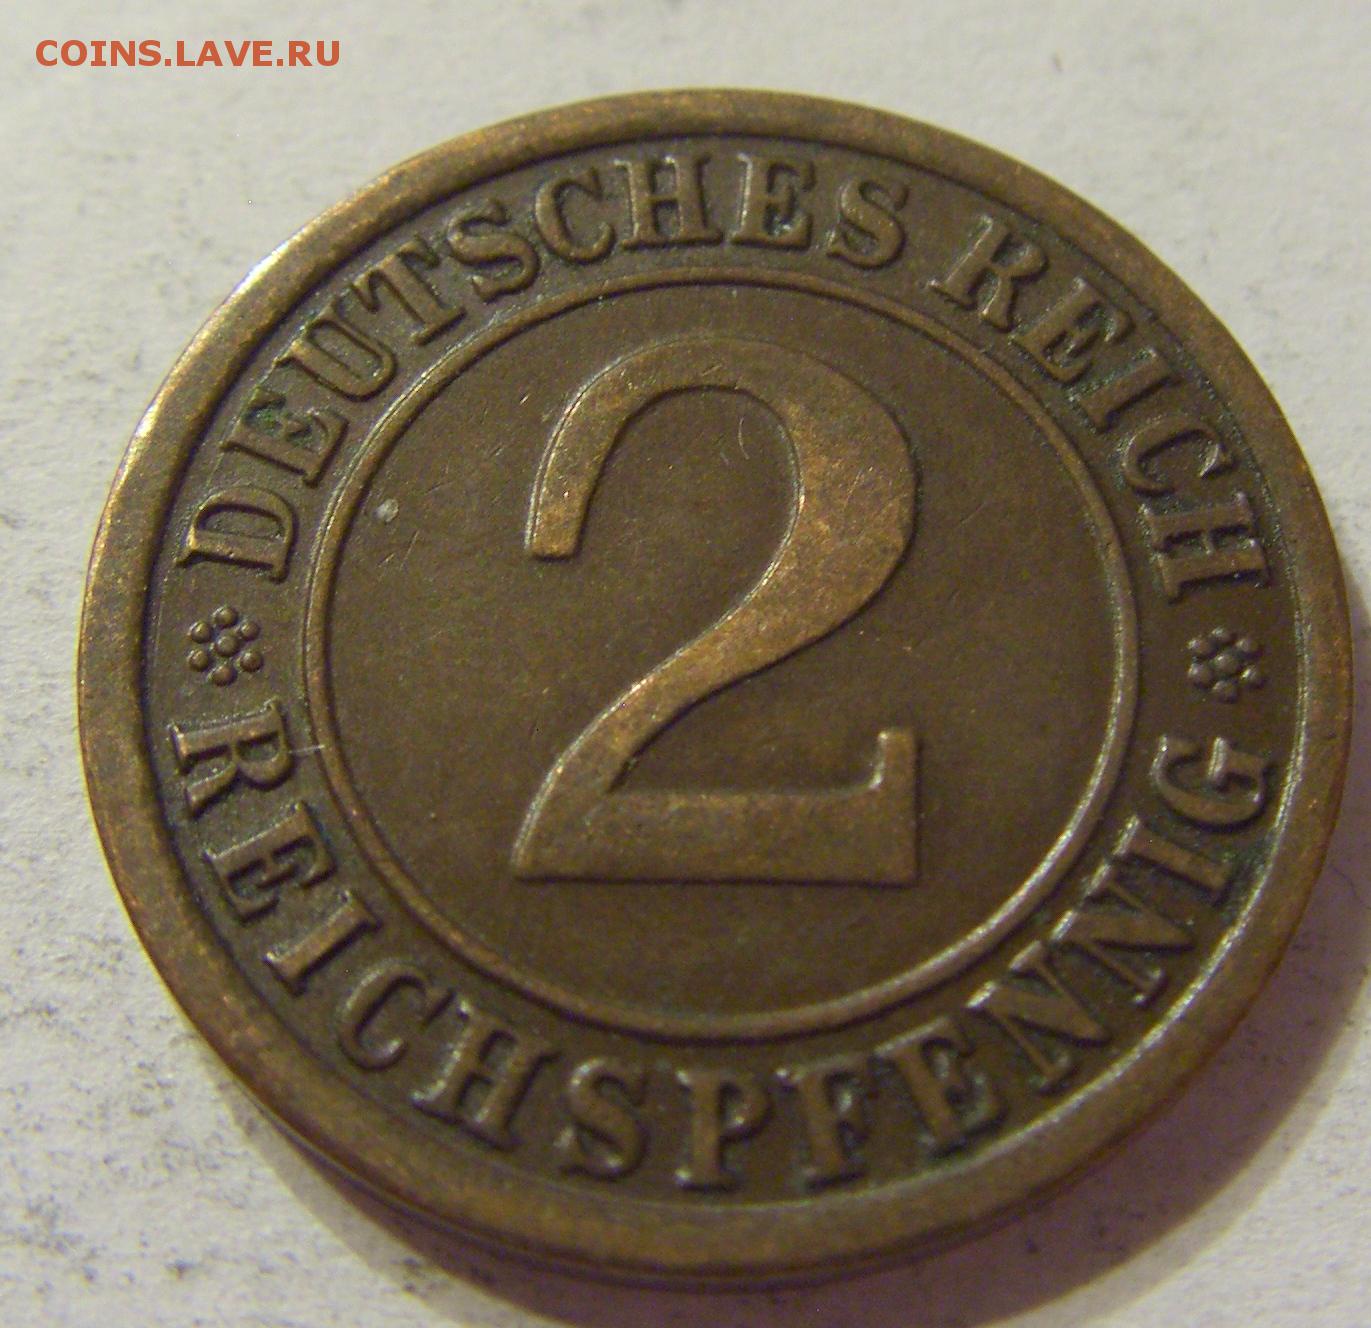 COINS.LAVE.RU
DEUTSCHES REICH
2
REICHSPFENNIG